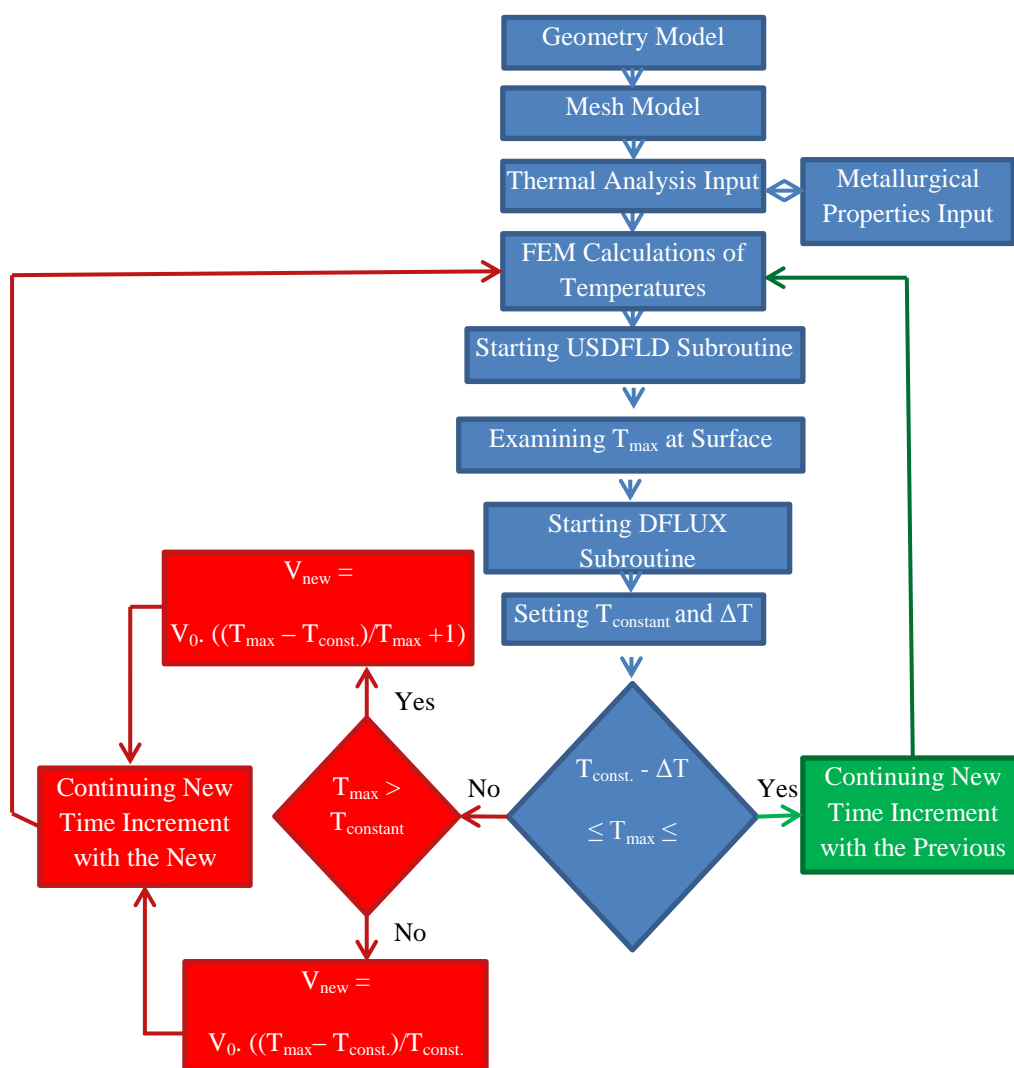 Geometry Model
Mesh Model
Thermal Analysis Input
Metallurgical
Properties Input
FEM Calculations of
Temperatures
Starting USDFLD Subroutine
Examining Tmax at Surface
Starting DFLUX
Subroutine
Setting Tconstant and ΔT
Vnew =
V0. ((Tmax – Tconst.)/Tmax +1)
Yes
Tmax >
Tconstant
No
Tconst. - ΔT
≤ Tmax ≤
Yes
Continuing New
Time Increment
with the Previous
Continuing New
Time Increment
with the New
No
Vnew =
V0. ((Tmax– Tconst.)/Tconst.